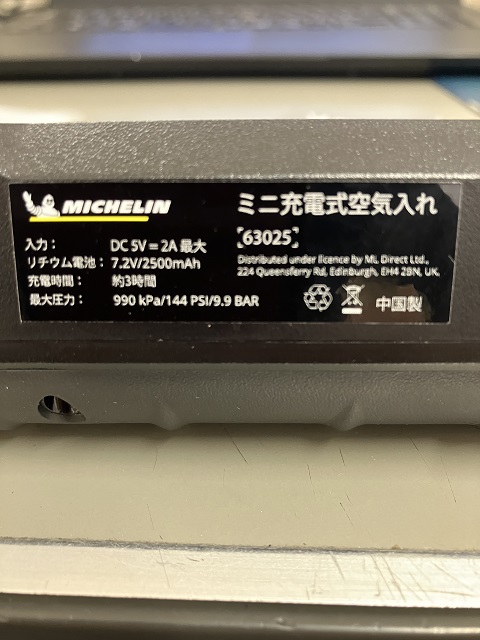 MICHELIN
ミニ充電式空気入れ
63025
入力： DC 5V＝2A 最大
リチウム電池： 7.2V/2500mAh
充電時間： 約3時間
最大圧力： 990 kPa/144 PSI/9.9 BAR
Distributed under licence by ML Direct Ltd.,
224 Queensferry Rd, Edinburgh, EH4 2BN, UK.
中国製